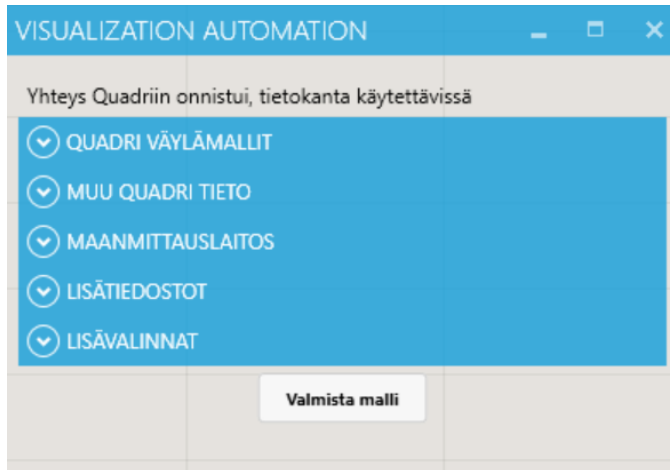 VISUALIZATION AUTOMATION
Yhteys Quadriin onnistui, tietokanta käytettävissä
QUADRI VÄYLÄMALLIT
MUU QUADRI TIETO
MAANMITTAUSLAITOS
LISÄTIEDOSTOT
LISÄVALINNAT
Valmista malli